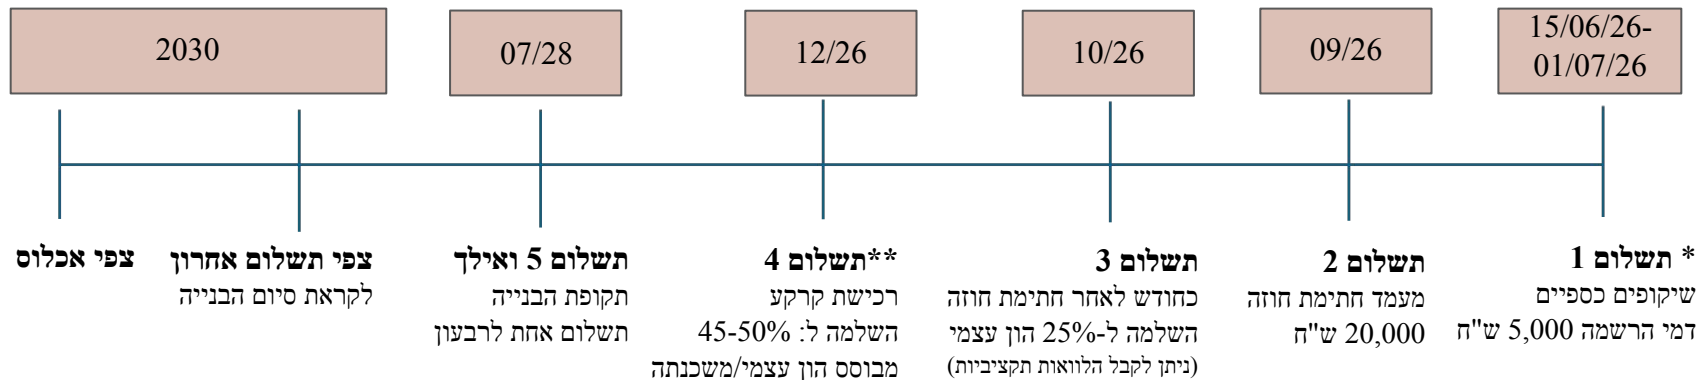 15/06/26-
01/07/26
09/26
10/26
12/26
07/28
2030
* תשלום 1
שיקופים כספיים
דמי הרשמה 5,000 ש"ח
תשלום 2
מעמד חתימת חוזה
20,000 ש"ח
תשלום 3
כחודש לאחר חתימת חוזה
השלמה ל-25% הון עצמי
(ניתן לקבל הלוואות תקציביות)
**תשלום 4
רכישת קרקע
השלמה ל: 45-50%
מבוסס הון עצמי/משכנתה
תשלום 5 ואילך
תקופת הבנייה
תשלום אחת לרבעון
צפי תשלום אחרון
לקראת סיום הבנייה
צפי אכלוס